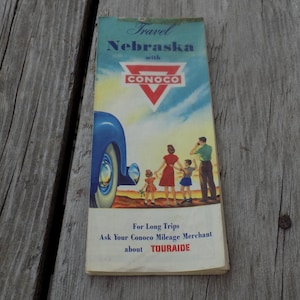 Travel
Nebraska
with
CONOCO
For Long Trips
Ask Your Conoco Mileage Merchant
about TOURAIDE